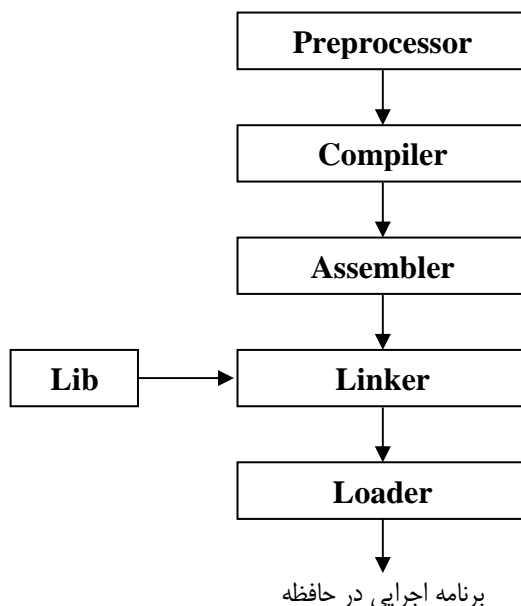 Preprocessor
Compiler
Assembler
Lib
Linker
Loader
برنامه اجرایی در حافظه